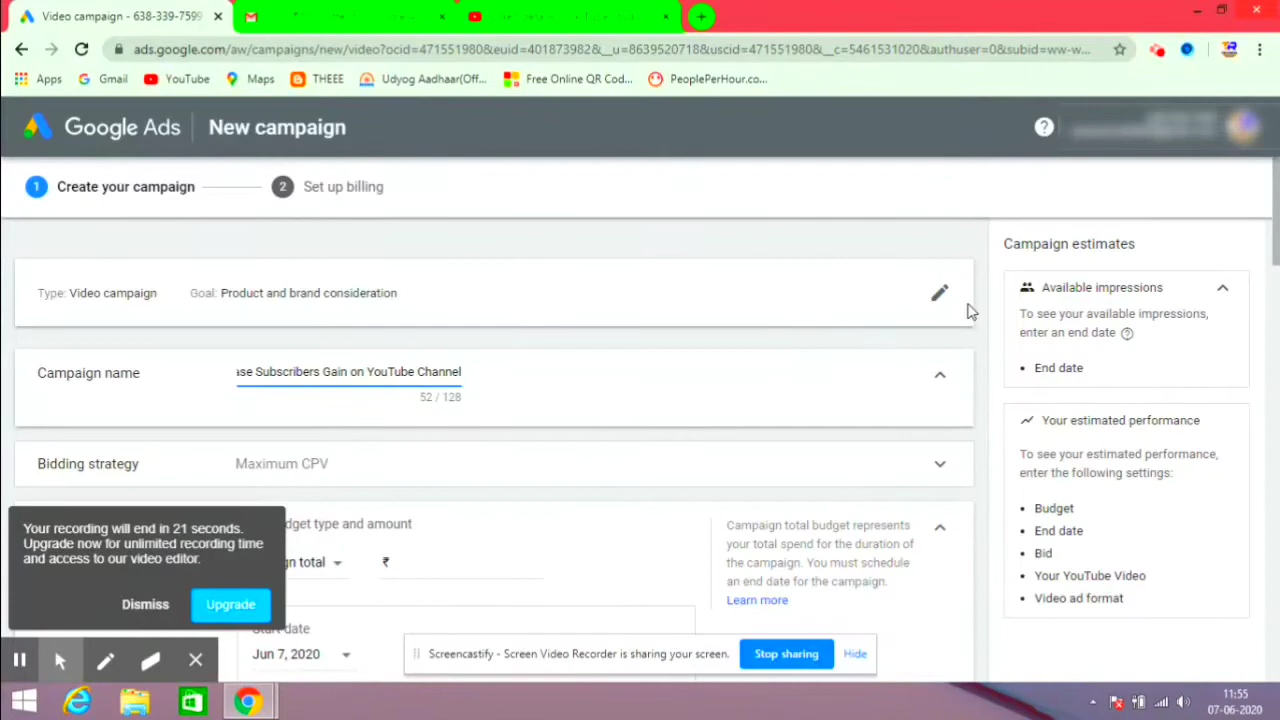 Video campaign - 638-339-7599
ads.google.com/aw/campaigns/new/video?ocid=471551980&euid=401873982&__u=8639520718&uscid=471551980&__c=5461531020&authuser=0&subid=ww-w...
Apps Gmail YouTube Maps THEEE Udyog Aadhaar(Off... Free Online QR Cod... PeoplePerHour.co...
Google Ads New campaign
1 Create your campaign 2 Set up billing
Type: Video campaign Goal: Product and brand consideration
Campaign name
ase Subscribers Gain on YouTube Channel
52 / 128
Bidding strategy Maximum CPV
dget type and amount
gn total ₹
Campaign total budget represents
your total spend for the duration of
the campaign. You must schedule
an end date for the campaign.
Learn more
Start date
Jun 7, 2020
Campaign estimates
Available impressions
To see your available impressions,
enter an end date
• End date
Your estimated performance
To see your estimated performance,
enter the following settings:
• Budget
• End date
• Bid
• Your YouTube Video
• Video ad format
Your recording will end in 21 seconds.
Upgrade now for unlimited recording time
and access to our video editor.
Dismiss Upgrade
Screencastify - Screen Video Recorder is sharing your screen. Stop sharing Hide
11:55
07-06-2020